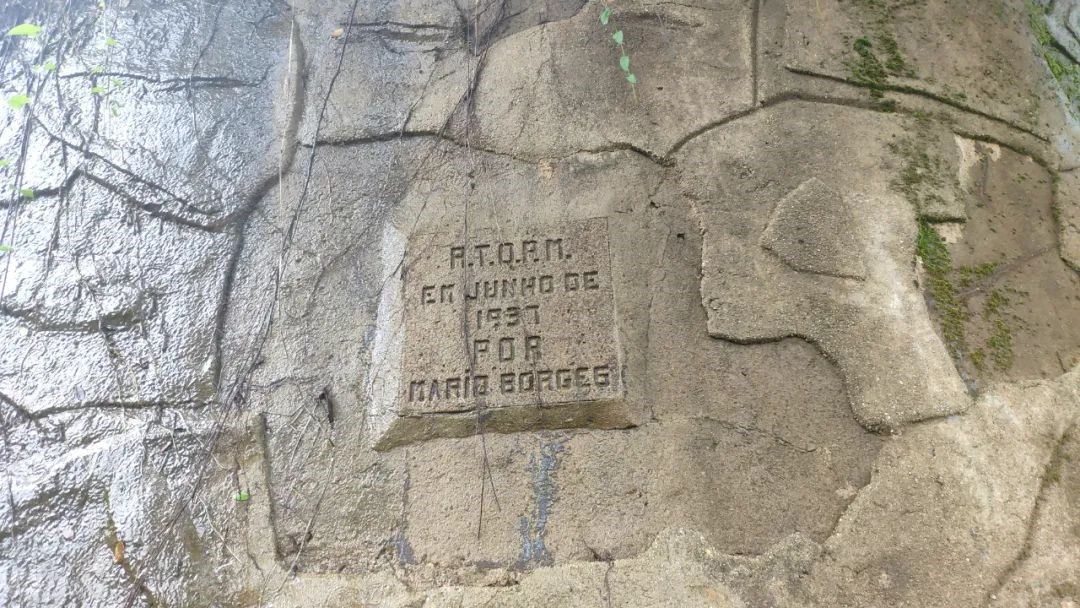 A.T.O.P.M.
EM JUNHO DE
1937
POR
MARIO BORGES